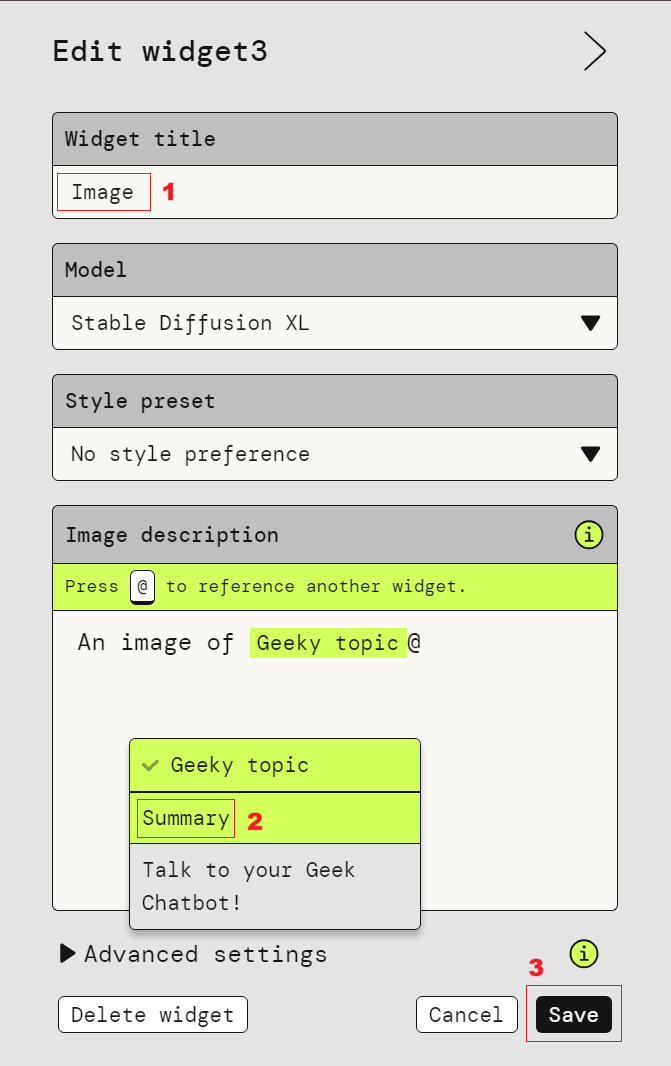 Edit widget3
Widget title
Image 1
Model
Stable Diffusion XL
Style preset
No style preference
Image description i
Press @ to reference another widget.
An image of Geeky topic@
Geeky topic
Summary 2
Talk to your Geek
Chatbot!
Advanced settings i
3
Delete widget Cancel Save